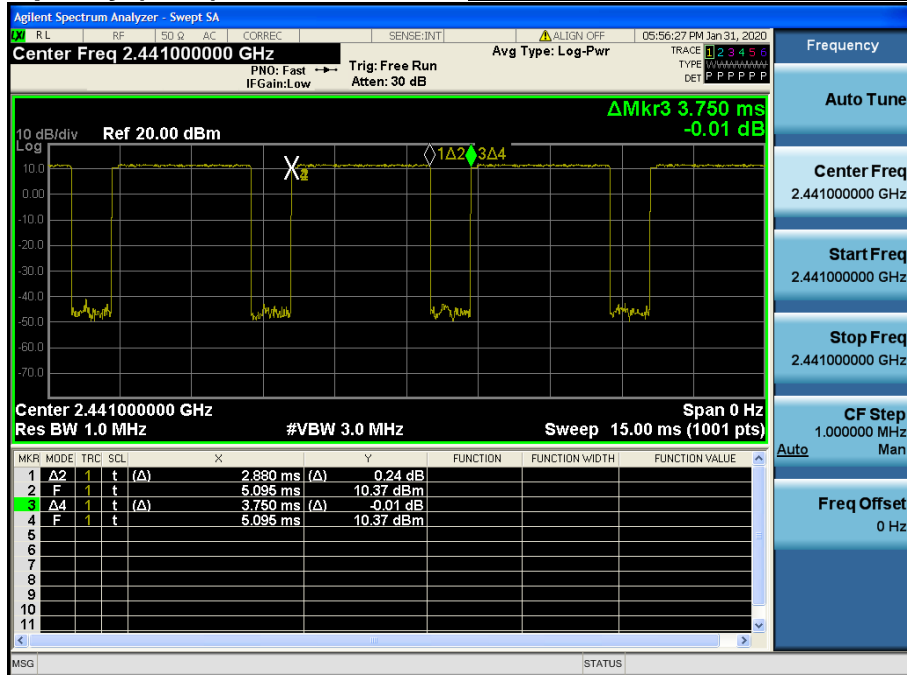 Agilent Spectrum Analyzer - Swept SA
LXI RL RF 50 Ω AC CORREC SENSE:INT ALIGN OFF 05:56:27 PM Jan 31, 2020
Center Freq 2.441000000 GHz
PNO: Fast
IFGain:Low
Trig: Free Run
Atten: 30 dB
Avg Type: Log-Pwr
TRACE 1 2 3 4 5 6
TYPE WWWWWWW
DET P P P P P P
ΔMkr3 3.750 ms
-0.01 dB
10 dB/div Ref 20.00 dBm
Log
10.0
0.00
-10.0
-20.0
-30.0
-40.0
-50.0
-60.0
-70.0
X2
1Δ2
3Δ4
Center 2.441000000 GHz Span 0 Hz
Res BW 1.0 MHz #VBW 3.0 MHz Sweep 15.00 ms (1001 pts)
MKR MODE TRC SCL X Y FUNCTION FUNCTION WIDTH FUNCTION VALUE
1 Δ2 1 t (Δ) 2.880 ms (Δ) 0.24 dB
2 F 1 t 5.095 ms 10.37 dBm
3 Δ4 1 t (Δ) 3.750 ms (Δ) -0.01 dB
4 F 1 t 5.095 ms 10.37 dBm
5
6
7
8
9
10
11
MSG STATUS
Frequency
Auto Tune
Center Freq
2.441000000 GHz
Start Freq
2.441000000 GHz
Stop Freq
2.441000000 GHz
CF Step
1.000000 MHz
Auto Man
Freq Offset
0 Hz